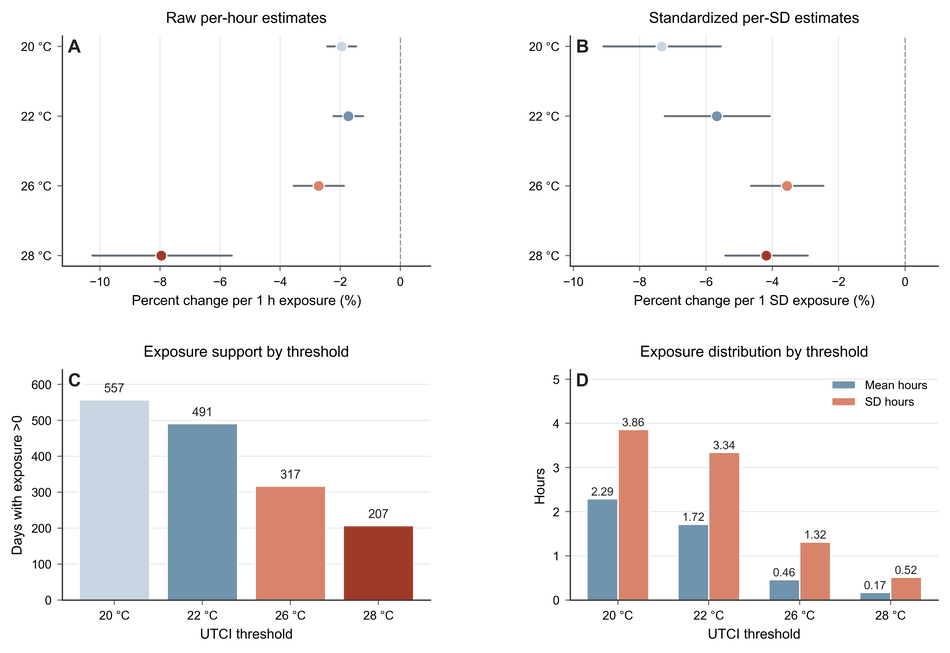 Raw per-hour estimates
A
20 °C
22 °C
26 °C
28 °C
−10 −8 −6 −4 −2 0
Percent change per 1 h exposure (%)
Standardized per-SD estimates
B
20 °C
22 °C
26 °C
28 °C
−10 −8 −6 −4 −2 0
Percent change per 1 SD exposure (%)
Exposure support by threshold
C
Days with exposure >0
600
500
400
300
200
100
0
557
491
317
207
20 °C 22 °C 26 °C 28 °C
UTCI threshold
Exposure distribution by threshold
D
Mean hours
SD hours
Hours
5
4
3
2
1
0
2.29 3.86
1.72 3.34
0.46 1.32
0.17 0.52
20 °C 22 °C 26 °C 28 °C
UTCI threshold